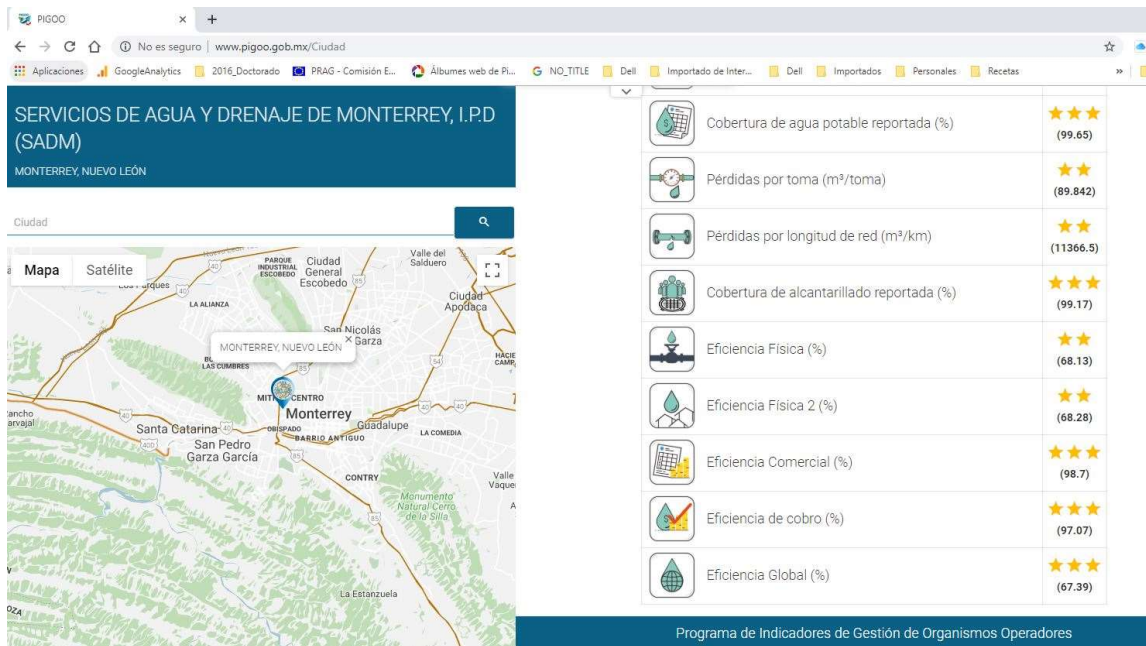 PIGOO
No es seguro | www.pigoo.gob.mx/Ciudad
Aplicaciones GoogleAnalytics 2016_Doctorado PRAG - Comisión E... Álbumes web de Pi... NO_TITLE Dell Importado de Inter... Dell Importados Personales Recetas »
SERVICIOS DE AGUA Y DRENAJE DE MONTERREY, I.P.D
(SADM)
MONTERREY, NUEVO LEÓN
Ciudad
Mapa Satélite
PARQUE
INDUSTRIAL
ESCOBEDO
Ciudad
General
Escobedo
Valle del
Salduero
LA ALIANZA
Ciudad
Apodaca
San Nicolás
Garza
MONTERREY, NUEVO LEÓN
LAS CUMBRES
CENTRO
Monterrey
OBISPADO
BARRIO ANTIGUO
Guadalupe
LA COMEDIA
Santa Catarina
San Pedro
Garza García
CONTRY
Valle
Monumento
Natural Cerro
de la Silla
La Estanzuela
Cobertura de agua potable reportada (%)
(99.65)
Pérdidas por toma (m³/toma)
(89.842)
Pérdidas por longitud de red (m³/km)
(11366.5)
Cobertura de alcantarillado reportada (%)
(99.17)
Eficiencia Física (%)
(68.13)
Eficiencia Física 2 (%)
(68.28)
Eficiencia Comercial (%)
(98.7)
Eficiencia de cobro (%)
(97.07)
Eficiencia Global (%)
(67.39)
Programa de Indicadores de Gestión de Organismos Operadores